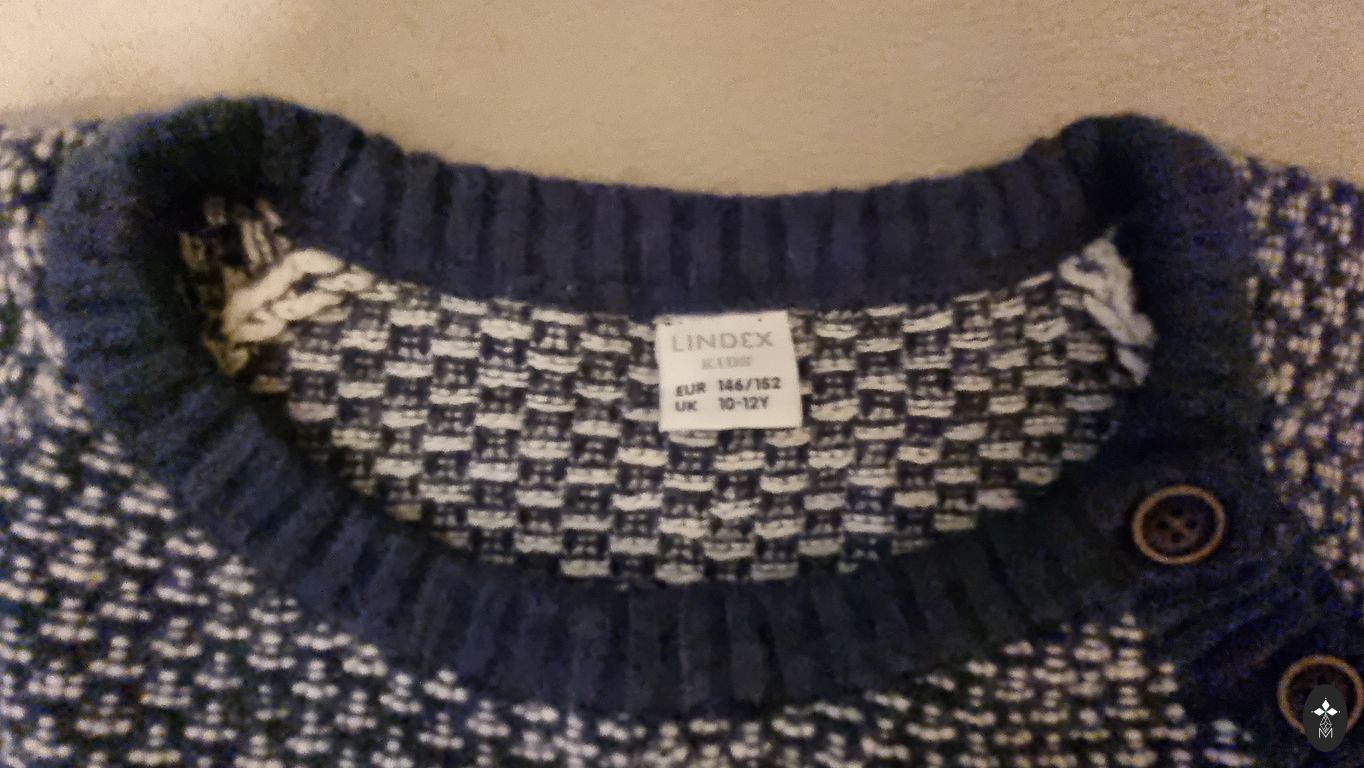 LINDEX
KIDS
EUR 146/152
UK 10-12Y
M